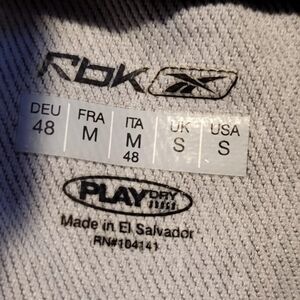 RbK
DEU FRA ITA UK USA
48 M M S S
48
PLAY DRY
Made in El Salvador
RN#104141